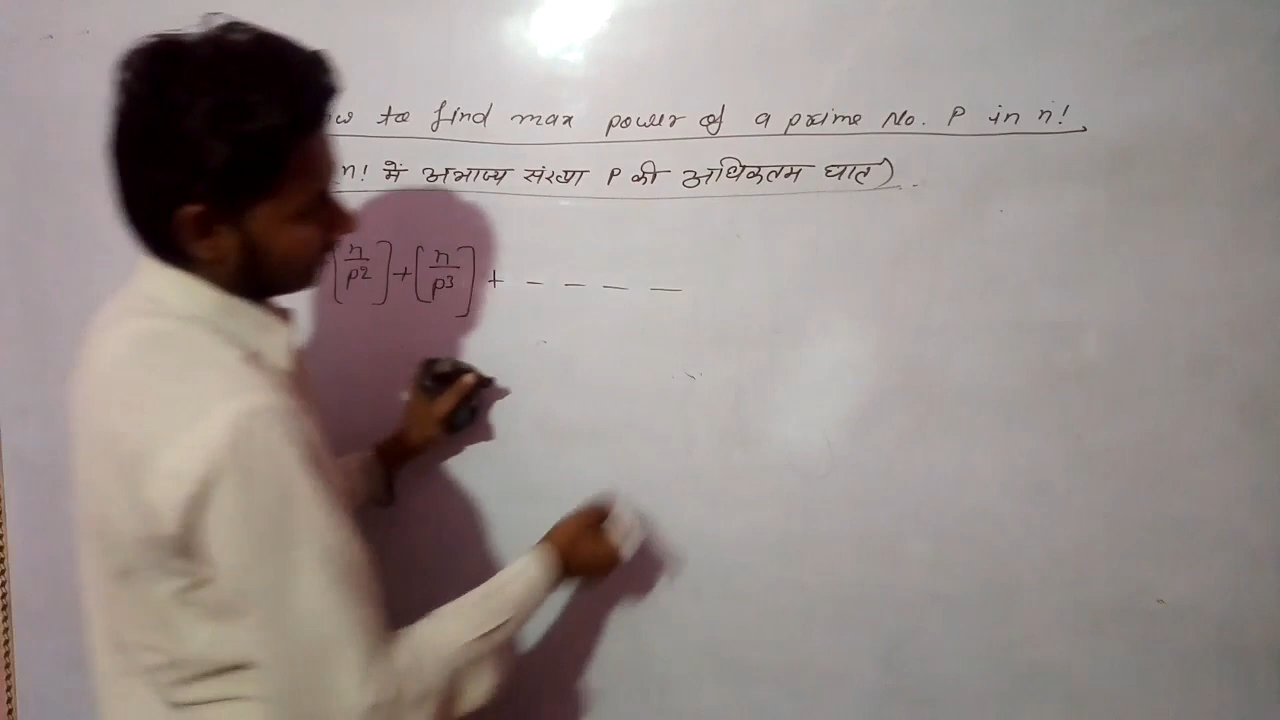 to find max power of a prime No. P in n!
n! में अभाज्य संख्या P की अधिकतम घात)
[n/p2] + [n/p3] + _ _ _ _